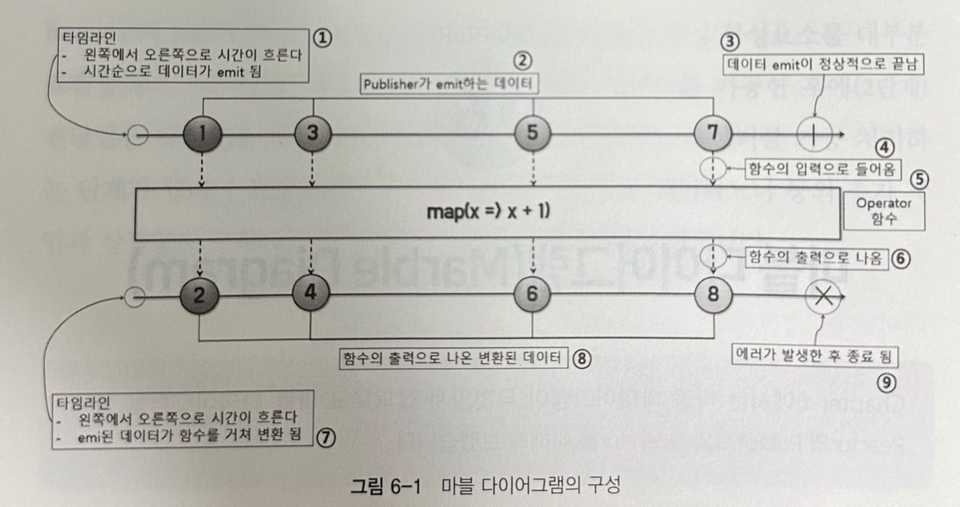 타임라인
- 왼쪽에서 오른쪽으로 시간이 흐른다
- 시간순으로 데이터가 emit 됨
①
②
Publisher가 emit하는 데이터
③
데이터 emit이 정상적으로 끝남
1 3 5 7
④
함수의 입력으로 들어옴
⑤
map(x =) x + 1)
Operator
함수
함수의 출력으로 나옴 ⑥
2 4 6 8
함수의 출력으로 나온 변환된 데이터 ⑧
에러가 발생한 후 종료 됨
⑨
타임라인
- 왼쪽에서 오른쪽으로 시간이 흐른다
- emi된 데이터가 함수를 거쳐 변환 됨
⑦
그림 6-1 마블 다이어그램의 구성
마블 다이어그램(Marble Diagram)